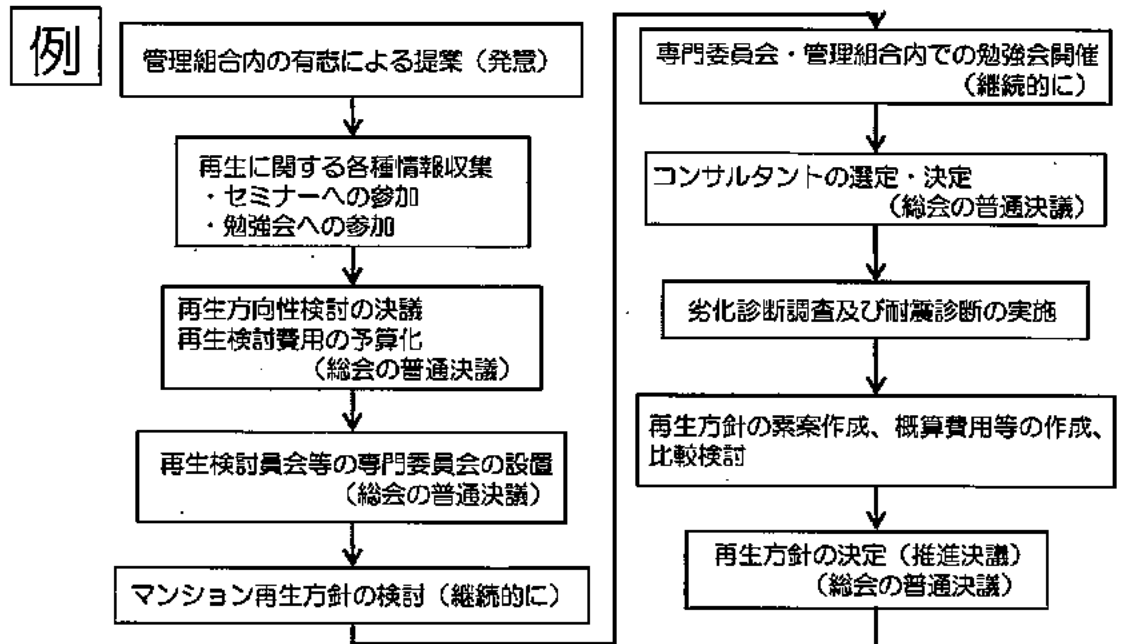 例
管理組合内の有志による提案（発意）
再生に関する各種情報収集
・セミナーへの参加
・勉強会への参加
再生方向性検討の決議
再生検討費用の予算化
（総会の普通決議）
再生検討員会等の専門委員会の設置
（総会の普通決議）
マンション再生方針の検討（継続的に）
専門委員会・管理組合内での勉強会開催
（継続的に）
コンサルタントの選定・決定
（総会の普通決議）
劣化診断調査及び耐震診断の実施
再生方針の素案作成、概算費用等の作成、
比較検討
再生方針の決定（推進決議）
（総会の普通決議）